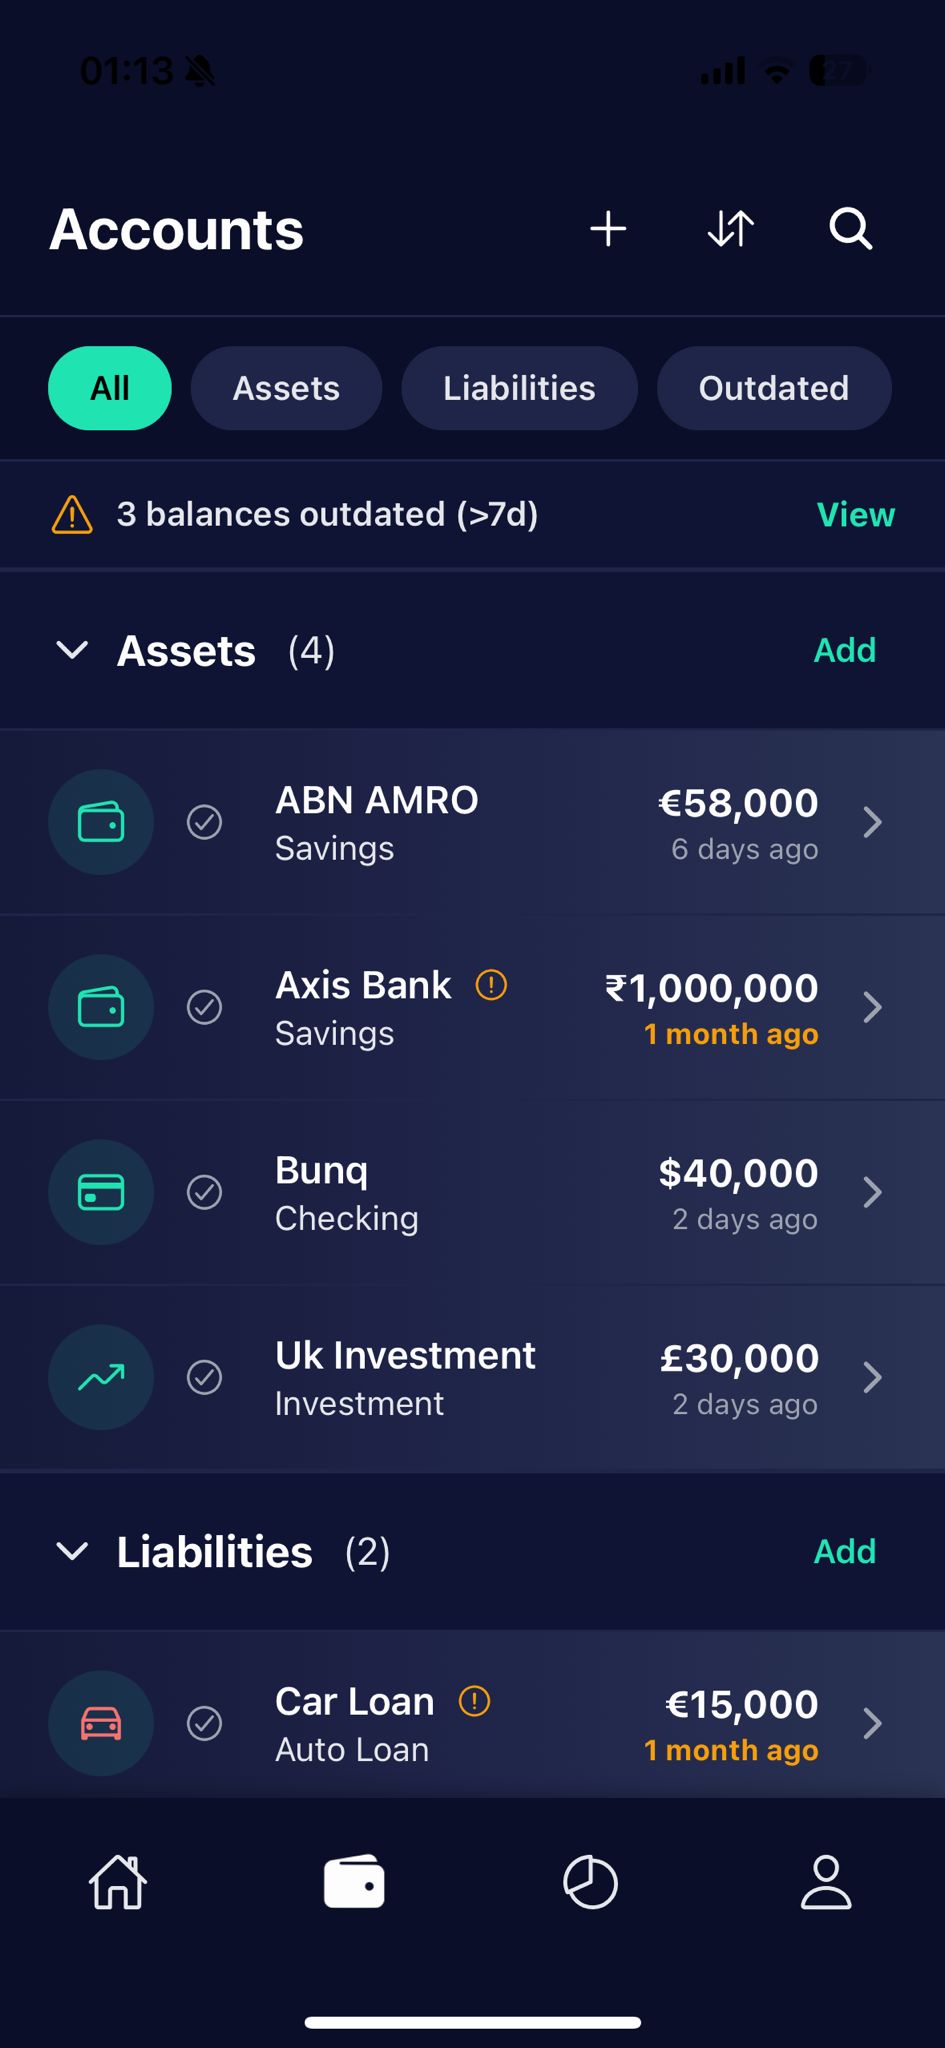 01:13
27
Accounts
All
Assets
Liabilities
Outdated
3 balances outdated (>7d)
View
Assets (4)
Add
ABN AMRO
€58,000
Savings
6 days ago
Axis Bank
₹1,000,000
Savings
1 month ago
Bunq
$40,000
Checking
2 days ago
Uk Investment
£30,000
Investment
2 days ago
Liabilities (2)
Add
Car Loan
€15,000
Auto Loan
1 month ago